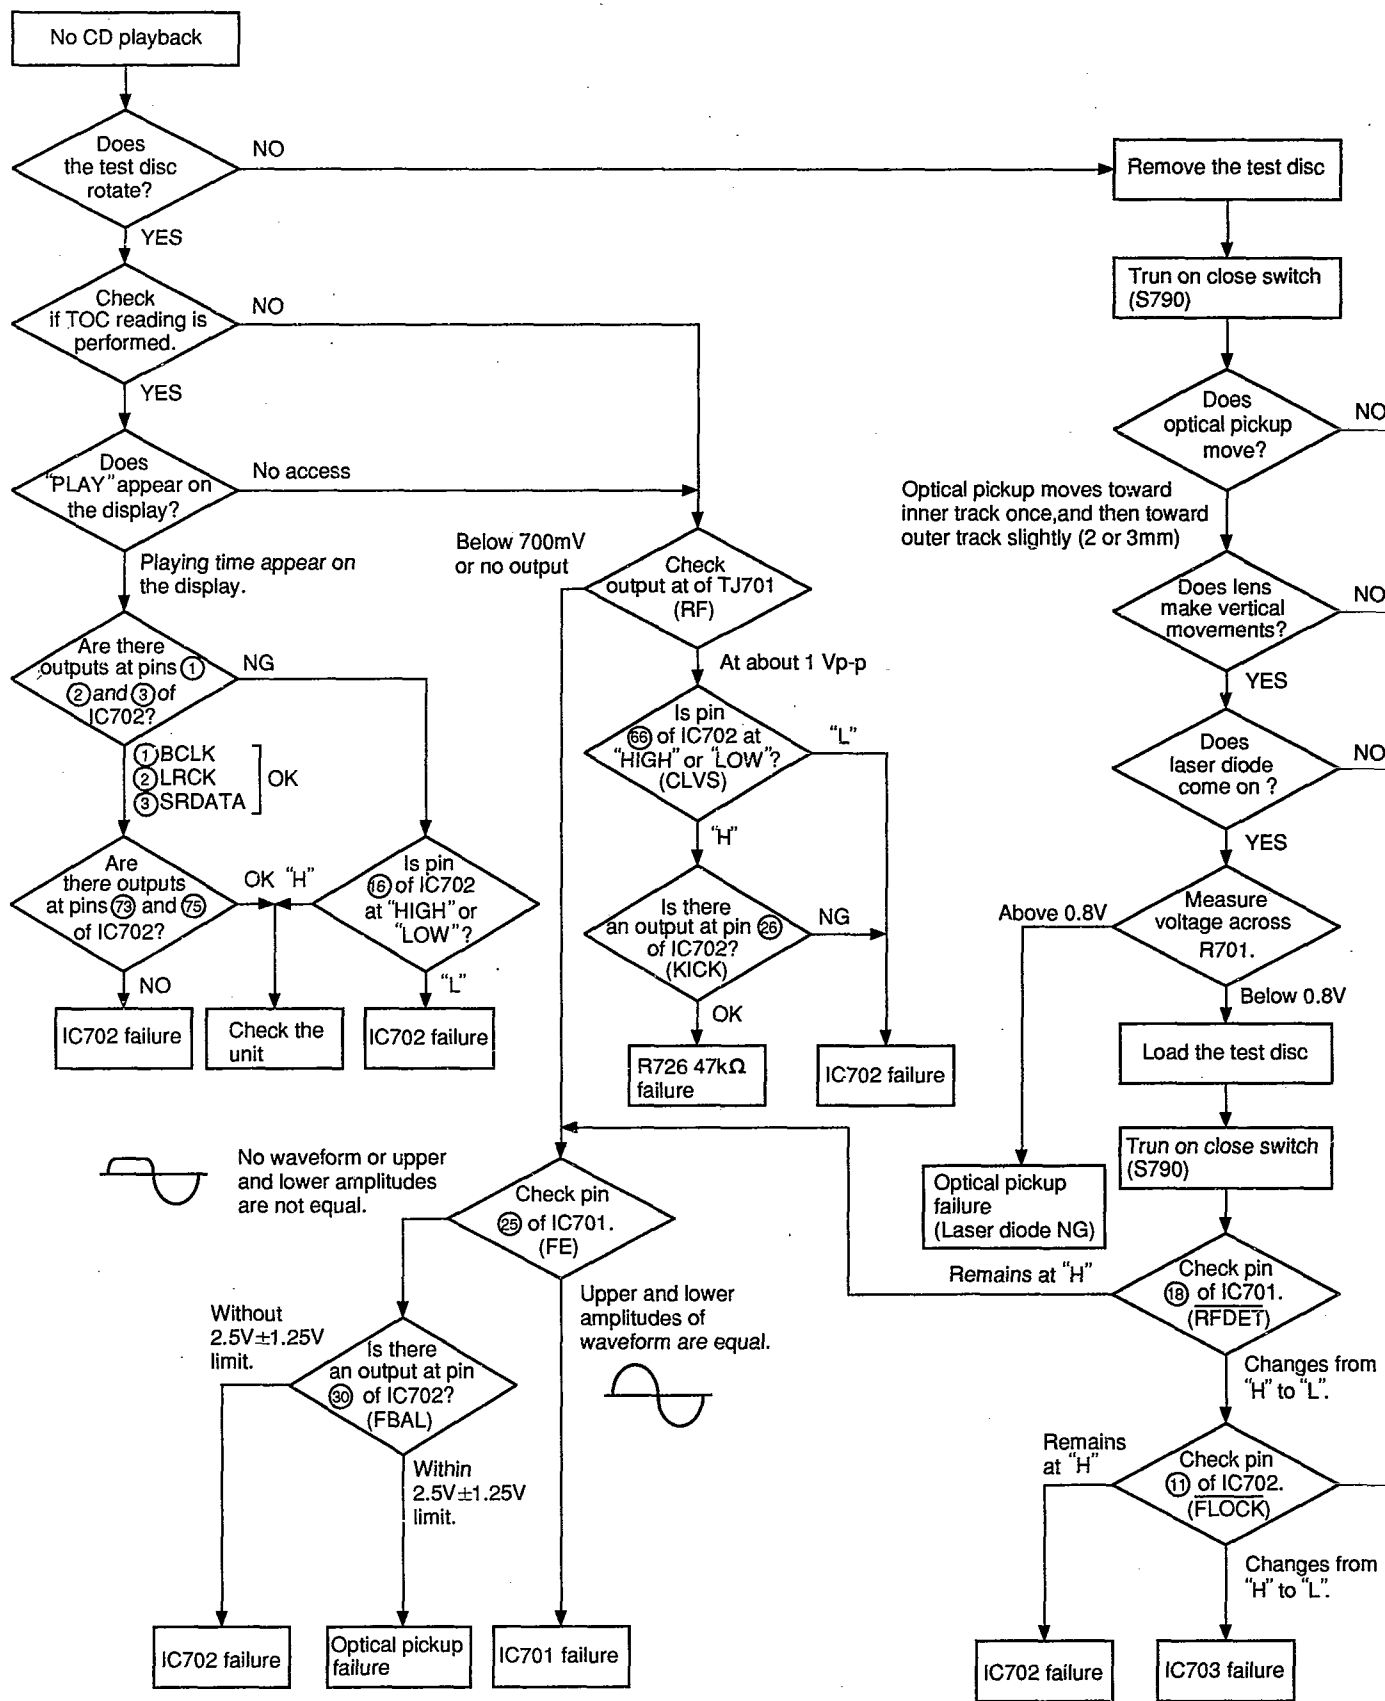 No CD playback
Does
the test disc
rotate?
NO
YES
Remove the test disc
Trun on close switch
(S790)
Check
if TOC reading is
performed.
NO
YES
Does
optical pickup
move?
NO
Does
"PLAY" appear on
the display?
No access
Optical pickup moves toward
inner track once,and then toward
outer track slightly (2 or 3mm)
Playing time appear on
the display.
Below 700mV
or no output
Check
output at of TJ701
(RF)
Does lens
make vertical
movements?
NO
YES
Are there
outputs at pins ①
② and ③ of
IC702?
NG
At about 1 Vp-p
① BCLK
② LRCK
③ SRDATA
OK
Is pin
66 of IC702 at
"HIGH" or "LOW"?
(CLVS)
"L"
"H"
Does
laser diode
come on ?
NO
YES
Are
there outputs
at pins 73 and 75
of IC702?
OK "H"
Is pin
⑯ of IC702
at "HIGH" or
"LOW"?
NO
"L"
Is there
an output at pin ㉖
of IC702?
(KICK)
NG
OK
Above 0.8V
Measure
voltage across
R701.
Below 0.8V
IC702 failure
Check the
unit
IC702 failure
R726 47kΩ
failure
IC702 failure
Load the test disc
Trun on close switch
(S790)
No waveform or upper
and lower amplitudes
are not equal.
Check pin
㉕ of IC701.
(FE)
Optical pickup
failure
(Laser diode NG)
Remains at "H"
Check pin
⑱ of IC701.
(RFDET)
Upper and lower
amplitudes of
waveform are equal.
Without
2.5V±1.25V
limit.
Is there
an output at pin
㉚ of IC702?
(FBAL)
Changes from
"H" to "L".
Within
2.5V±1.25V
limit.
Remains
at "H"
Check pin
⑪ of IC702.
(FLOCK)
Changes from
"H" to "L".
IC702 failure
Optical pickup
failure
IC701 failure
IC702 failure
IC703 failure